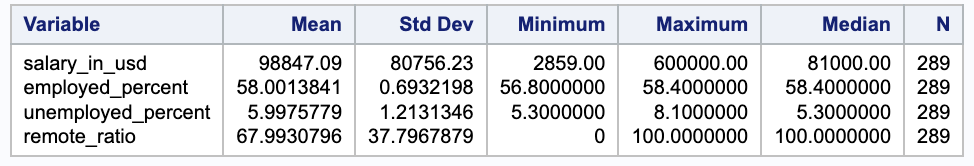 Variable Mean Std Dev Minimum Maximum Median N
salary_in_usd 98847.09 80756.23 2859.00 600000.00 81000.00 289
employed_percent 58.0013841 0.6932198 56.8000000 58.4000000 58.4000000 289
unemployed_percent 5.9975779 1.2131346 5.3000000 8.1000000 5.3000000 289
remote_ratio 67.9930796 37.7967879 0 100.0000000 100.0000000 289